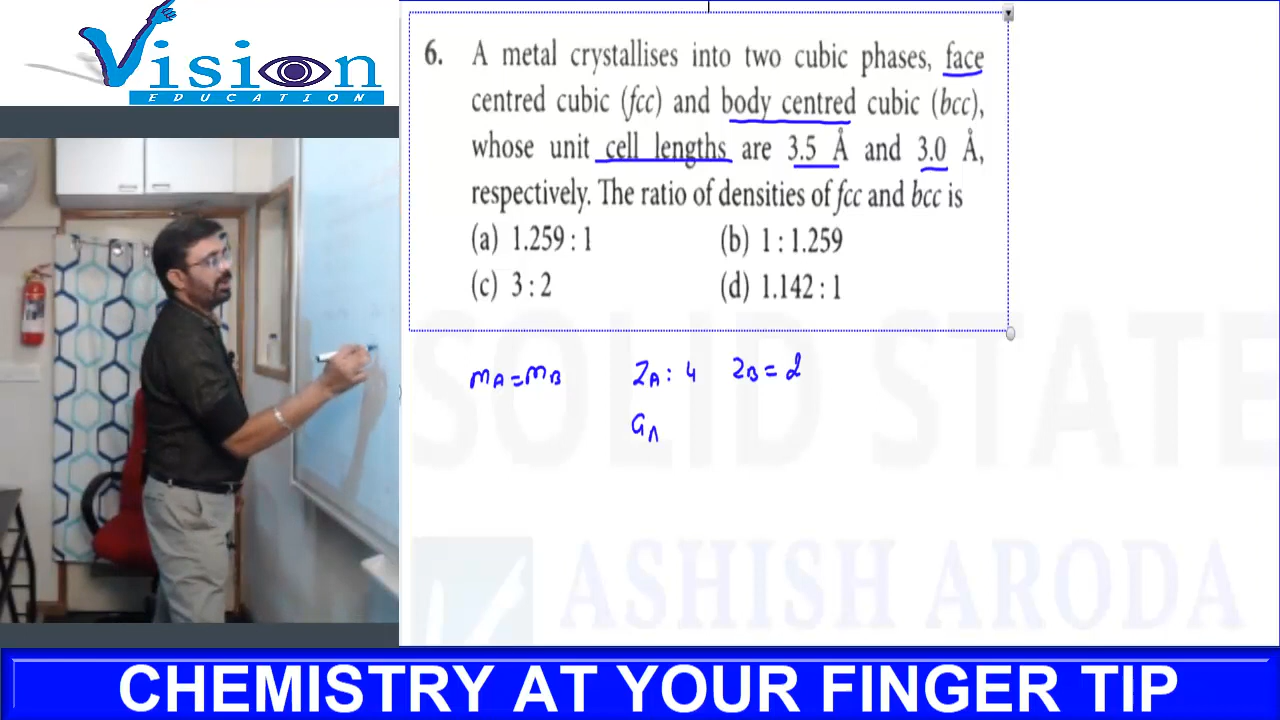 Vision
EDUCATION
6. A metal crystallises into two cubic phases, face
centred cubic (fcc) and body centred cubic (bcc),
whose unit cell lengths are 3.5 Å and 3.0 Å,
respectively. The ratio of densities of fcc and bcc is
(a) 1.259 : 1 (b) 1 : 1.259
(c) 3 : 2 (d) 1.142 : 1
mA = mB ZA : 4 ZB = 2
aA
SOLID STATE
ASHISH ARODA
CHEMISTRY AT YOUR FINGER TIP